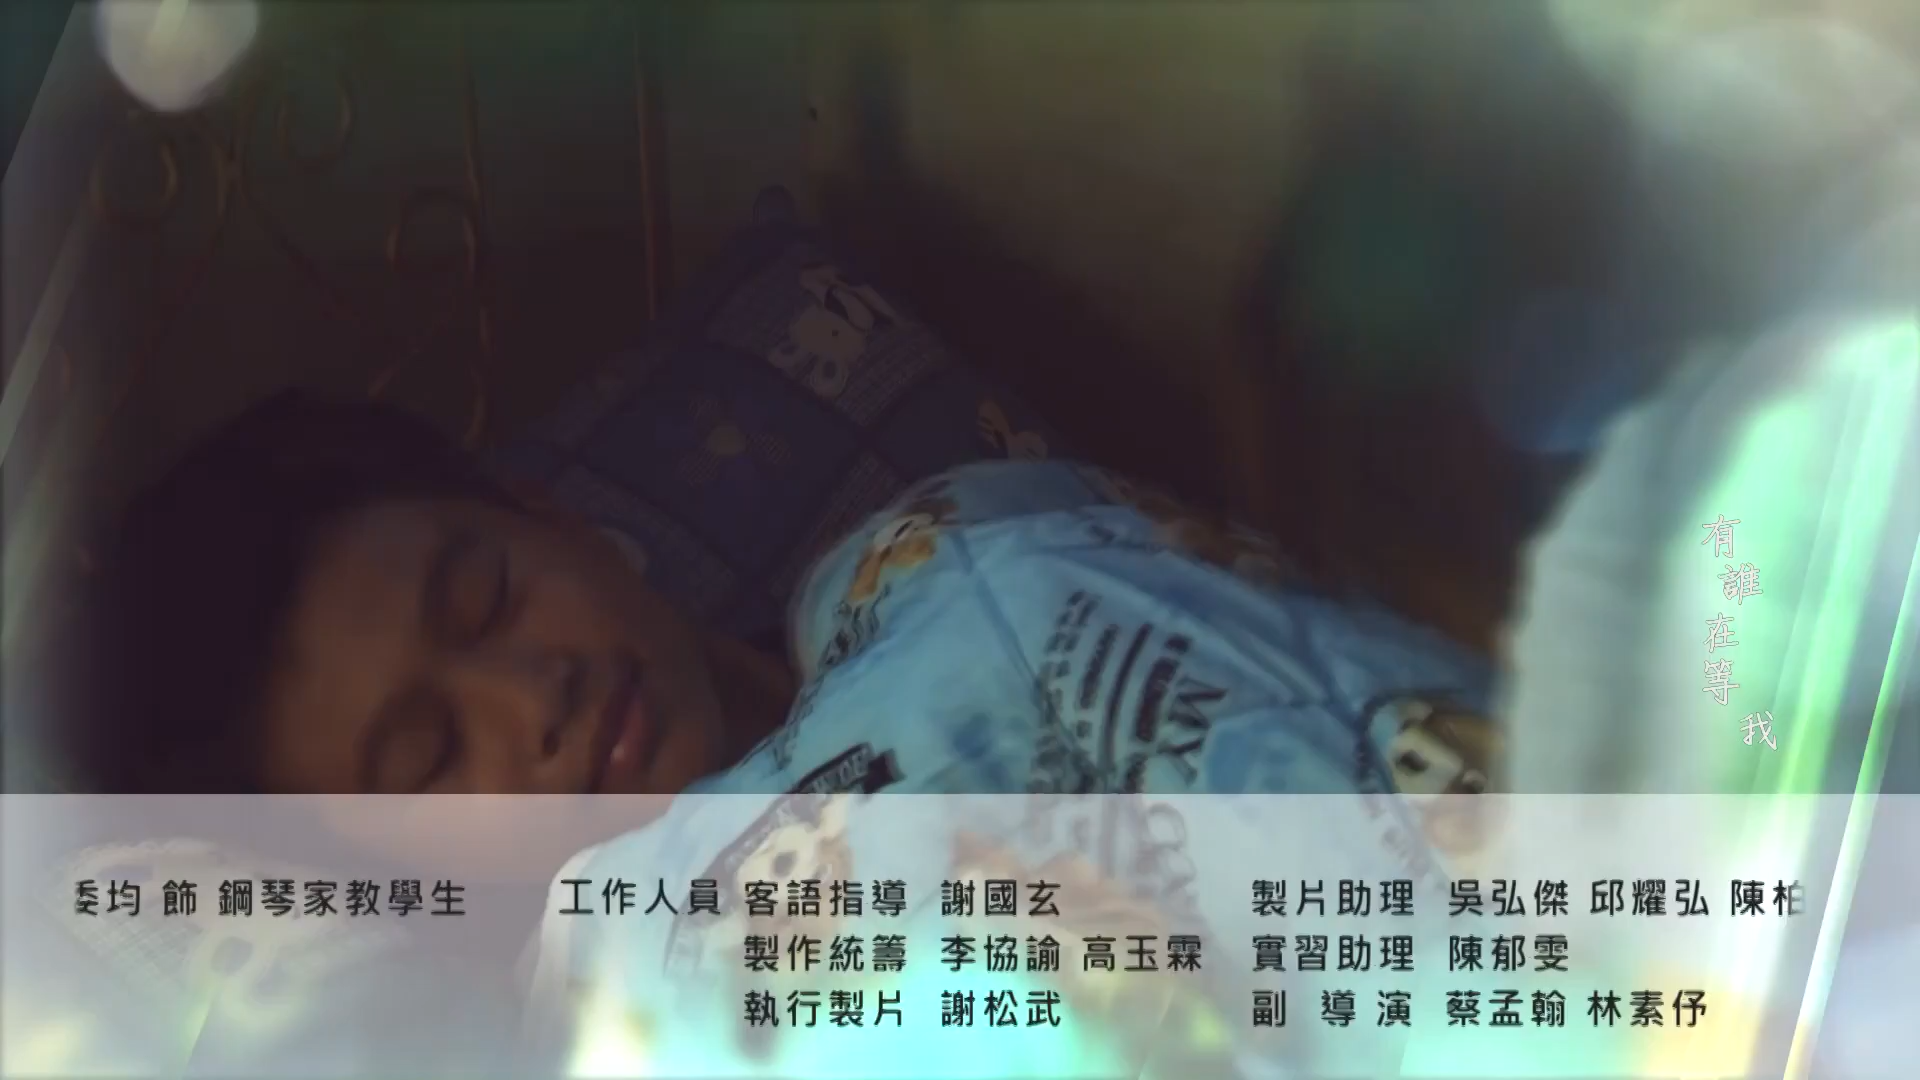 有誰在等我
均 飾 鋼琴家教學生 工作人員 客語指導 謝國玄 製片助理 吳弘傑 邱耀弘 陳柏
製作統籌 李協諭 高玉霖 實習助理 陳郁雯
執行製片 謝松武 副 導 演 蔡孟翰 林素伃
MY